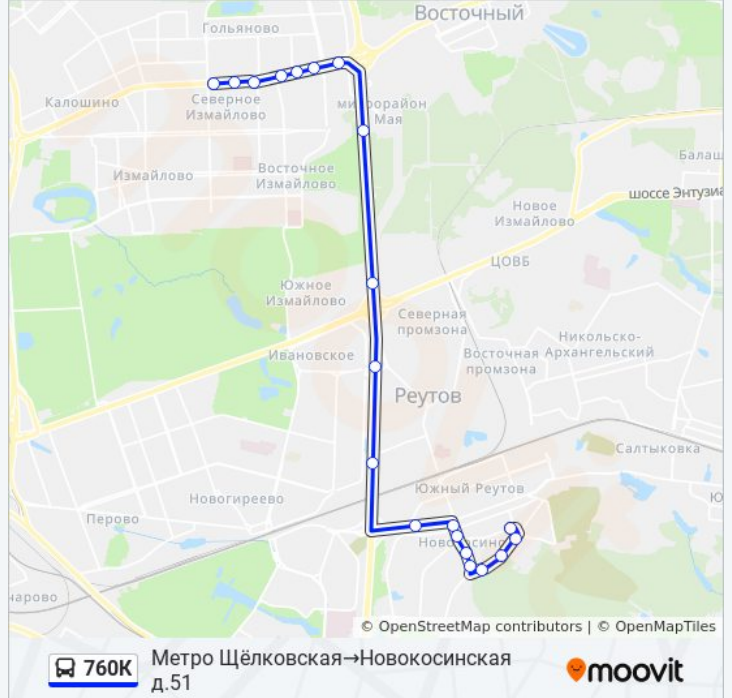 Восточный
Гольяново
Калошино
Северное
Измайлово
микрорайон
Мая
Балаш
Измайлово
Восточное
Измайлово
шоссе Энтузиа
Новое
Измайлово
ЦОВБ
Южное
Измайлово
Северная
промзона
Никольско-
Архангельский
Ивановское
Восточная
промзона
Реутов
Салтыковка
Южный Реутов
Новогиреево
Ю
Перово
Новокосино
чарово
© OpenStreetMap contributors | © OpenMapTiles
760К
Метро Щёлковская→Новокосинская
д.51
moovit